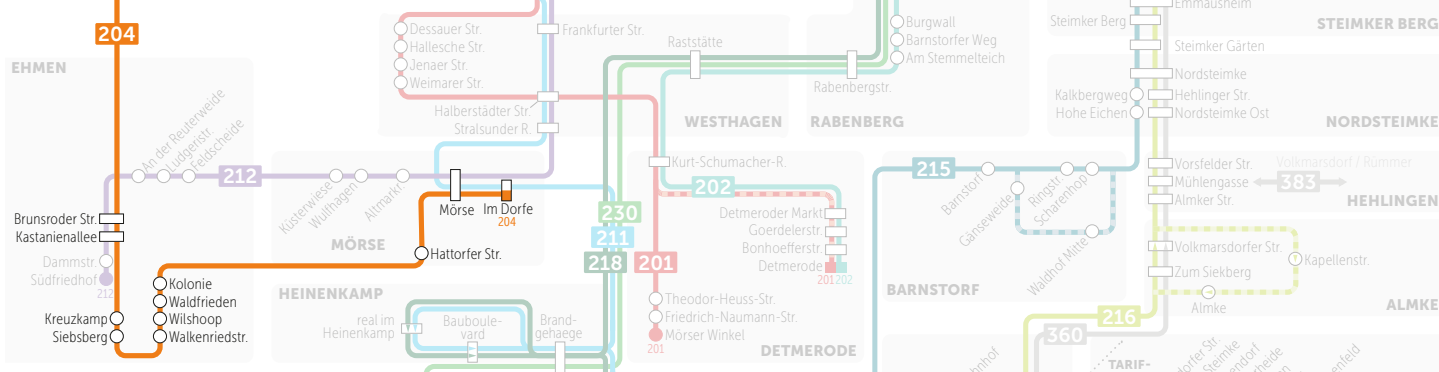 204
EHMEN
An der Reuterweide
Ludgeristr.
Feldscheide
212
Brunsroder Str.
Kastanienallee
Dammstr.
Südfriedhof
212
Kreuzkamp
Siebsberg
Kolonie
Waldfrieden
Wilshoop
Walkenriedstr.
Küsterwiese
Wulfhagen
Altmarkr.
MÖRSE
Mörse
Im Dorfe
204
Hattorfer Str.
HEINENKAMP
real im
Heinenkamp
Bauboule-
vard
Brand-
gehaege
Dessauer Str.
Hallesche Str.
Jenaer Str.
Weimarer Str.
Frankfurter Str.
Halberstädter Str.
Stralsunder R.
WESTHAGEN
Raststätte
230
211
218
201
Kurt-Schumacher-R.
202
Detmeroder Markt
Goerdelerstr.
Bonhoefferstr.
Detmerode
201
202
Theodor-Heuss-Str.
Friedrich-Naumann-Str.
Mörser Winkel
201
DETMERODE
Burgwall
Barnstorfer Weg
Am Stemmelteich
Rabenbergstr.
RABENBERG
215
Barnstorf
Gänseweide
Ringstr.
Scharenhop
Waldhof Mitte
BARNSTORF
Emmausheim
Steimker Berg
STEIMKER BERG
Steimker Gärten
Nordsteimke
Kalkbergweg
Hehlinger Str.
Hohe Eichen
Nordsteimke Ost
NORDSTEIMKE
Vorsfelder Str.
Mühlengasse
Almker Str.
Volkmarsdorf / Rümmer
383
HEHLINGEN
Volkmarsdorfer Str.
Kapellenstr.
Zum Siekberg
Almke
ALMKE
216
360
TARIF-